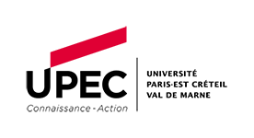 UPEC
Connaissance - Action
UNIVERSITÉ
PARIS-EST CRÉTEIL
VAL DE MARNE